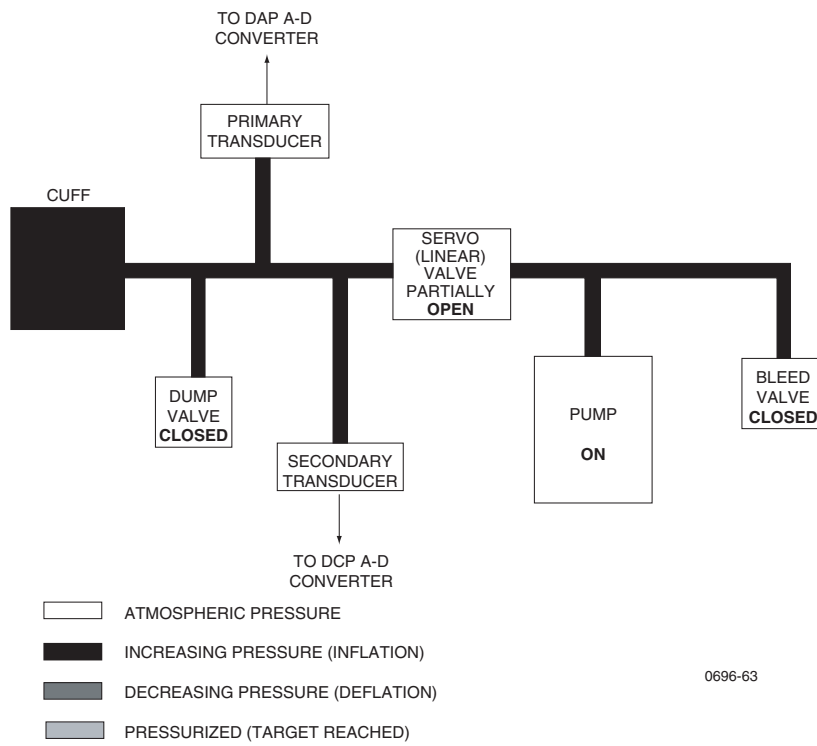 TO DAP A-D
CONVERTER
PRIMARY
TRANSDUCER
CUFF
SERVO
(LINEAR)
VALVE
PARTIALLY
OPEN
DUMP
VALVE
CLOSED
SECONDARY
TRANSDUCER
PUMP
ON
BLEED
VALVE
CLOSED
TO DCP A-D
CONVERTER
ATMOSPHERIC PRESSURE
INCREASING PRESSURE (INFLATION)
DECREASING PRESSURE (DEFLATION)
PRESSURIZED (TARGET REACHED)
0696-63